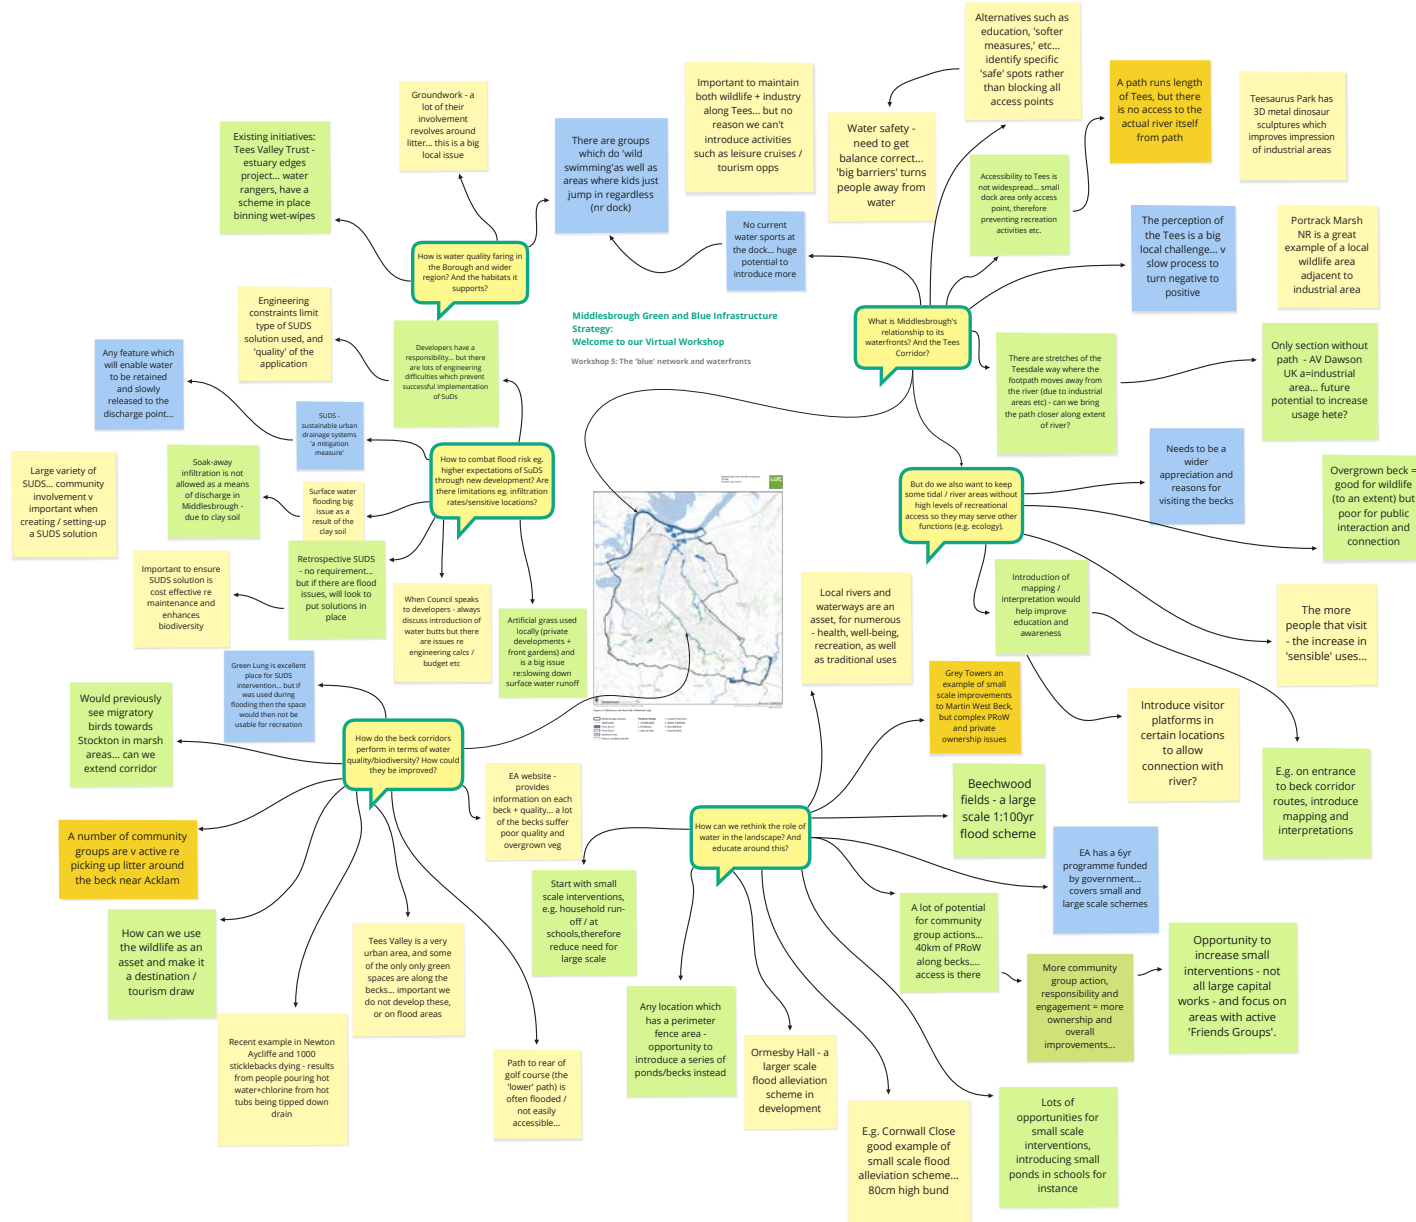 Alternatives such as
education, 'softer
measures,' etc...
identify specific
'safe' spots rather
than blocking all
access points
Groundwork - a
lot of their
involvement
revolves around
litter... this is a big
local issue
Important to maintain
both wildlife + industry
along Tees... but no
reason we can't
introduce activities
such as leisure cruises /
tourism opps
A path runs length
of Tees, but there
is no access to the
actual river itself
from path
Teesaurus Park has
3D metal dinosaur
sculptures which
improves impression
of industrial areas
Existing initiatives:
Tees Valley Trust -
estuary edges
project... water
rangers, have a
scheme in place
binning wet-wipes
There are groups
which do 'wild
swimming'as well as
areas where kids just
jump in regardless
(nr dock)
Water safety -
need to get
balance correct...
'big barriers' turns
people away from
water
Accessibility to Tees is
not widespread... small
dock area only access
point, therefore
preventing recreation
activities etc.
No current
water sports at
the dock... huge
potential to
introduce more
The perception of
the Tees is a big
local challenge... v
slow process to
turn negative to
positive
Portrack Marsh
NR is a great
example of a local
wildlife area
adjacent to
industrial area
How is water quality faring in
the Borough and wider
region? And the habitats it
supports?
Engineering
constraints limit
type of SUDS
solution used, and
'quality' of the
application
Middlesbrough Green and Blue Infrastructure
Strategy:
Welcome to our Virtual Workshop
Workshop 5: The 'blue' network and waterfronts
What is Middlesbrough's
relationship to its
waterfronts? And the Tees
Corridor?
Any feature which
will enable water
to be retained
and slowly
released to the
discharge point...
Developers have a
responsibility... but there
are lots of engineering
difficulties which prevent
successful implementation
of SuDs
There are stretches of the
Teesdale way where the
footpath moves away from
the river (due to industrial
areas etc) - can we bring
the path closer along extent
of river?
Only section without
path - AV Dawson
UK a=industrial
area... future
potential to increase
usage hete?
SUDS -
sustainable urban
drainage systems
'a mitigation
measure'
Large variety of
SUDS... community
involvement v
important when
creating / setting-up
a SUDS solution
Soak-away
infiltration is not
allowed as a means
of discharge in
Middlesbrough -
due to clay soil
Surface water
flooding big
issue as a
result of the
clay soil
How to combat flood risk eg.
higher expectations of SuDS
through new development? Are
there limitations eg. infiltration
rates/sensitive locations?
But do we also want to keep
some tidal / river areas without
high levels of recreational
access so they may serve other
functions (e.g. ecology).
Needs to be a
wider
appreciation and
reasons for
visiting the becks
Overgrown beck =
good for wildlife
(to an extent) but
poor for public
interaction and
connection
Important to ensure
SUDS solution is
cost effective re
maintenance and
enhances
biodiversity
Retrospective SUDS
- no requirement...
but if there are flood
issues, will look to
put solutions in
place
When Council speaks
to developers - always
discuss introduction of
water butts but there
are issues re
engineering calcs /
budget etc
Artificial grass used
locally (private
developments +
front gardens) and
is a big issue
re:slowing down
surface water runoff
Local rivers and
waterways are an
asset, for numerous
- health, well-being,
recreation, as well
as traditional uses
Introduction of
mapping /
interpretation would
help improve
education and
awareness
The more
people that visit
- the increase in
'sensible' uses...
Green Lung is excellent
place for SUDS
intervention... but if
was used during
flooding then the space
would then not be
usable for recreation
Would previously
see migratory
birds towards
Stockton in marsh
areas... can we
extend corridor
Grey Towers an
example of small
scale improvements
to Martin West Beck,
but complex PRoW
and private
ownership issues
Introduce visitor
platforms in
certain locations
to allow
connection with
river?
How do the beck corridors
perform in terms of water
quality/biodiversity? How could
they be improved?
EA website -
provides
information on each
beck + quality... a lot
of the becks suffer
poor quality and
overgrown veg
Beechwood
fields - a large
scale 1:100yr
flood scheme
E.g. on entrance
to beck corridor
routes, introduce
mapping and
interpretations
A number of community
groups are v active re
picking up litter around
the beck near Acklam
How can we rethink the role of
water in the landscape? And
educate around this?
EA has a 6yr
programme funded
by government...
covers small and
large scale schemes
Start with small
scale interventions,
e.g. household run-
off / at
schools,therefore
reduce need for
large scale
A lot of potential
for community
group actions...
40km of PRoW
along becks....
access is there
How can we use
the wildlife as an
asset and make it
a destination /
tourism draw
Tees Valley is a very
urban area, and some
of the only only green
spaces are along the
becks... important we
do not develop these,
or on flood areas
More community
group action,
responsibility and
engagement = more
ownership and
overall
improvements...
Opportunity to
increase small
interventions - not
all large capital
works - and focus on
areas with active
'Friends Groups'.
Any location which
has a perimeter
fence area -
opportunity to
introduce a series of
ponds/becks instead
Recent example in Newton
Aycliffe and 1000
sticklebacks dying - results
from people pouring hot
water+chlorine from hot
tubs being tipped down
drain
Path to rear of
golf course (the
'lower' path) is
often flooded /
not easily
accessible...
Ormesby Hall - a
larger scale
flood alleviation
scheme in
development
E.g. Cornwall Close
good example of
small scale flood
alleviation scheme...
80cm high bund
Lots of
opportunities for
small scale
interventions,
introducing small
ponds in schools for
instance